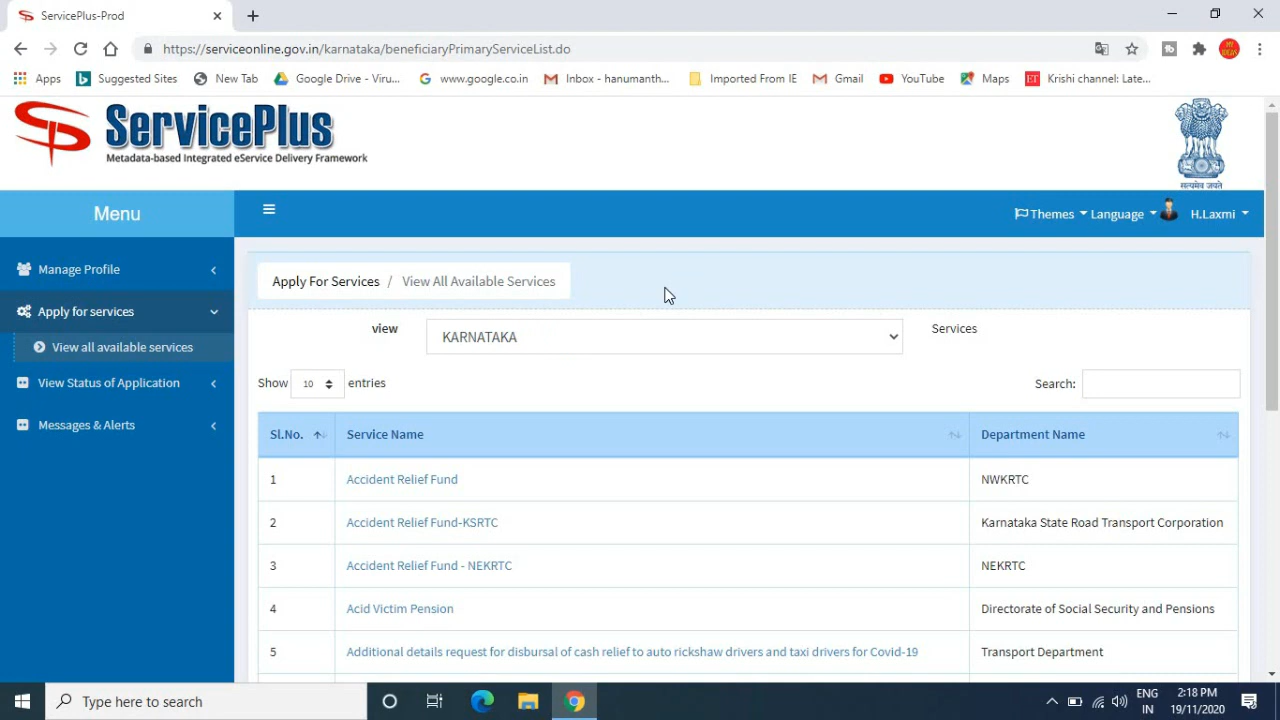 ServicePlus-Prod
https://serviceonline.gov.in/karnataka/beneficiaryPrimaryServiceList.do
Apps
Suggested Sites
New Tab
Google Drive - Viru...
www.google.co.in
Inbox - hanumanth...
Imported From IE
Gmail
YouTube
Maps
Krishi channel: Late...
ServicePlus
Metadata-based Integrated eService Delivery Framework
सत्यमेव जयते
Menu
Themes
Language
H.Laxmi
Manage Profile
Apply for services
View all available services
View Status of Application
Messages & Alerts
Apply For Services / View All Available Services
view KARNATAKA Services
Show 10 entries
Search:
Sl.No. Service Name Department Name
1 Accident Relief Fund NWKRTC
2 Accident Relief Fund-KSRTC Karnataka State Road Transport Corporation
3 Accident Relief Fund - NEKRTC NEKRTC
4 Acid Victim Pension Directorate of Social Security and Pensions
5 Additional details request for disbursal of cash relief to auto rickshaw drivers and taxi drivers for Covid-19 Transport Department
Type here to search
ENG
IN
2:18 PM
19/11/2020